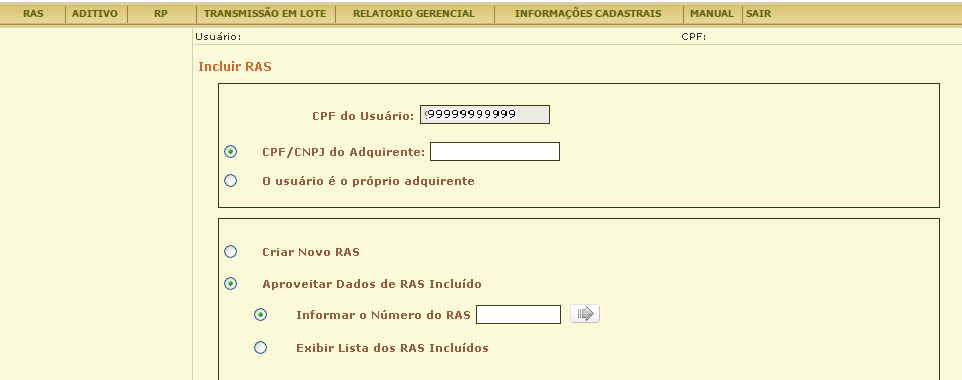 RAS ADITIVO RP TRANSMISSÃO EM LOTE RELATORIO GERENCIAL INFORMAÇÕES CADASTRAIS MANUAL SAIR
Usuário: CPF:
Incluir RAS
CPF do Usuário: 99999999999
CPF/CNPJ do Adquirente:
O usuário é o próprio adquirente
Criar Novo RAS
Aproveitar Dados de RAS Incluído
Informar o Número do RAS
Exibir Lista dos RAS Incluídos